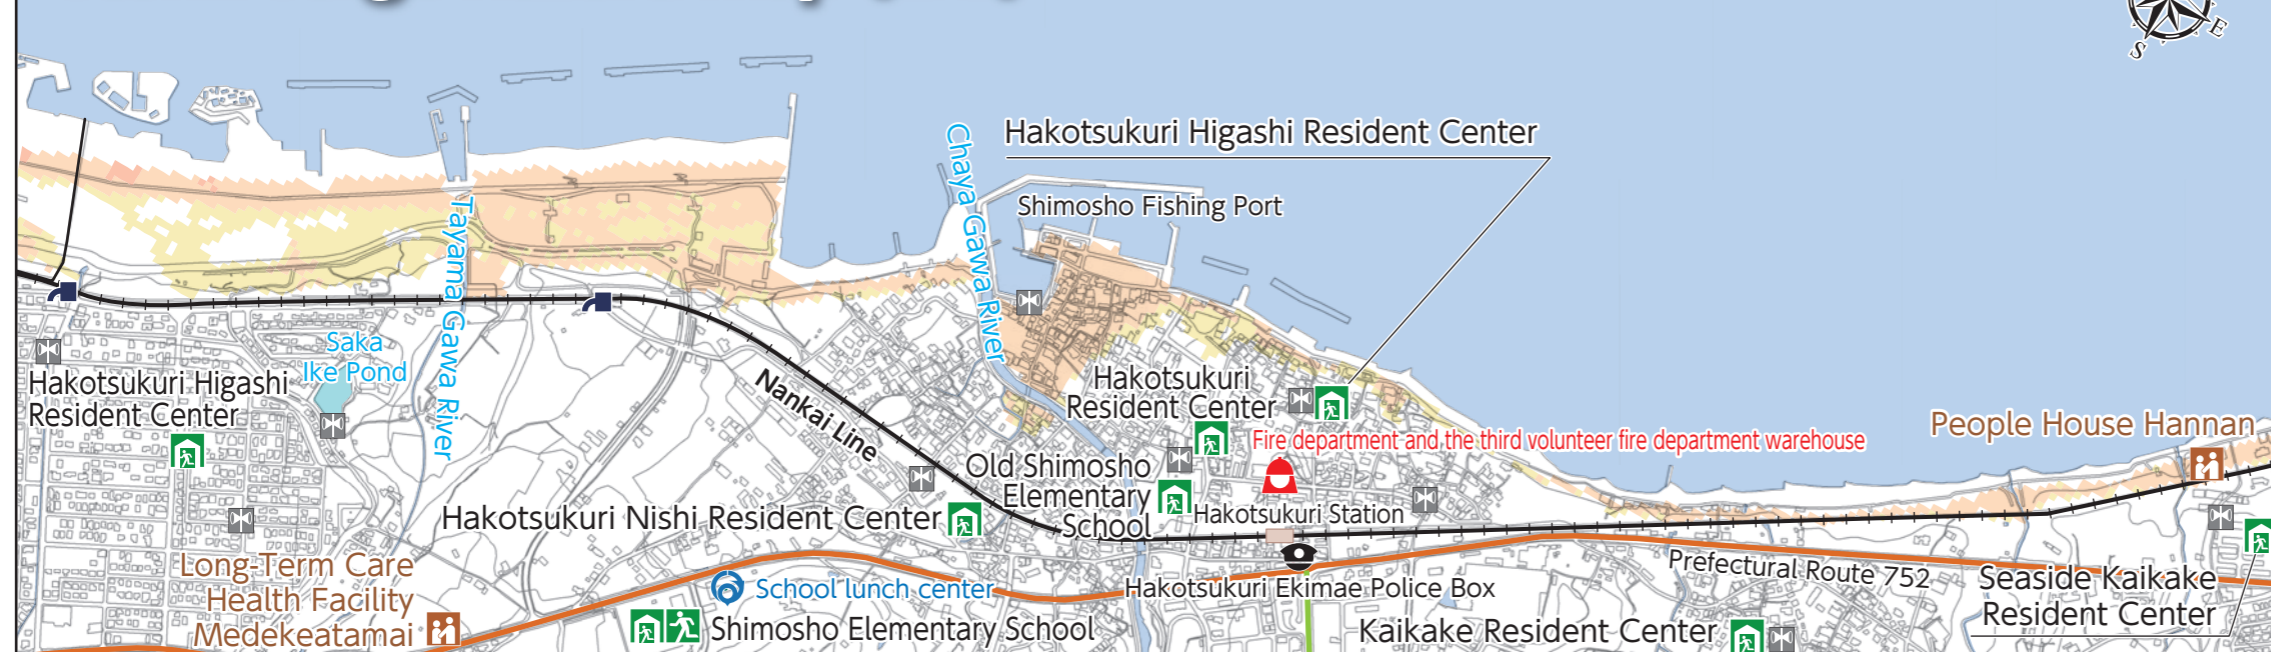 E
S
Hakotsukuri Higashi Resident Center
Chaya Gawa River
Shimosho Fishing Port
Tayama Gawa River
Saka
Ike Pond
Hakotsukuri Higashi
Resident Center
Nankai Line
Hakotsukuri
Resident Center
People House Hannan
Fire department and the third volunteer fire department warehouse
Old Shimosho
Elementary
School
Hakotsukuri Nishi Resident Center
Hakotsukuri Station
Long-Term Care
Health Facility
Medekeatamai
School lunch center
Hakotsukuri Ekimae Police Box
Prefectural Route 752
Seaside Kaikake
Resident Center
Shimosho Elementary School
Kaikake Resident Center